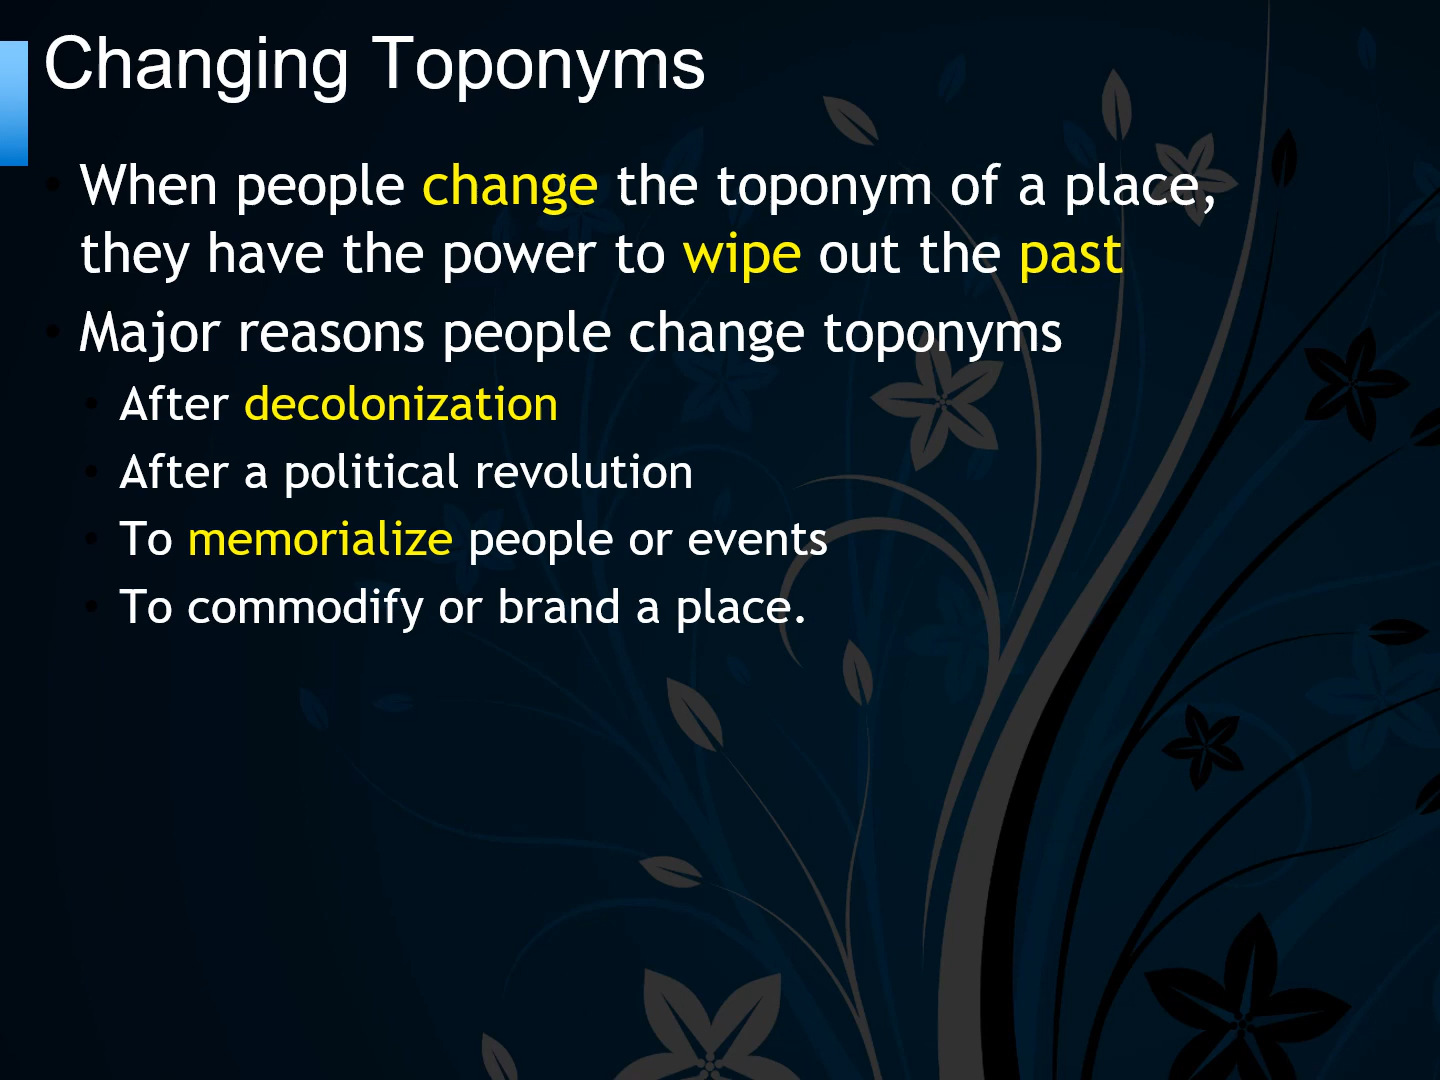 Changing Toponyms
• When people change the toponym of a place,
they have the power to wipe out the past
• Major reasons people change toponyms
• After decolonization
• After a political revolution
• To memorialize people or events
• To commodify or brand a place.